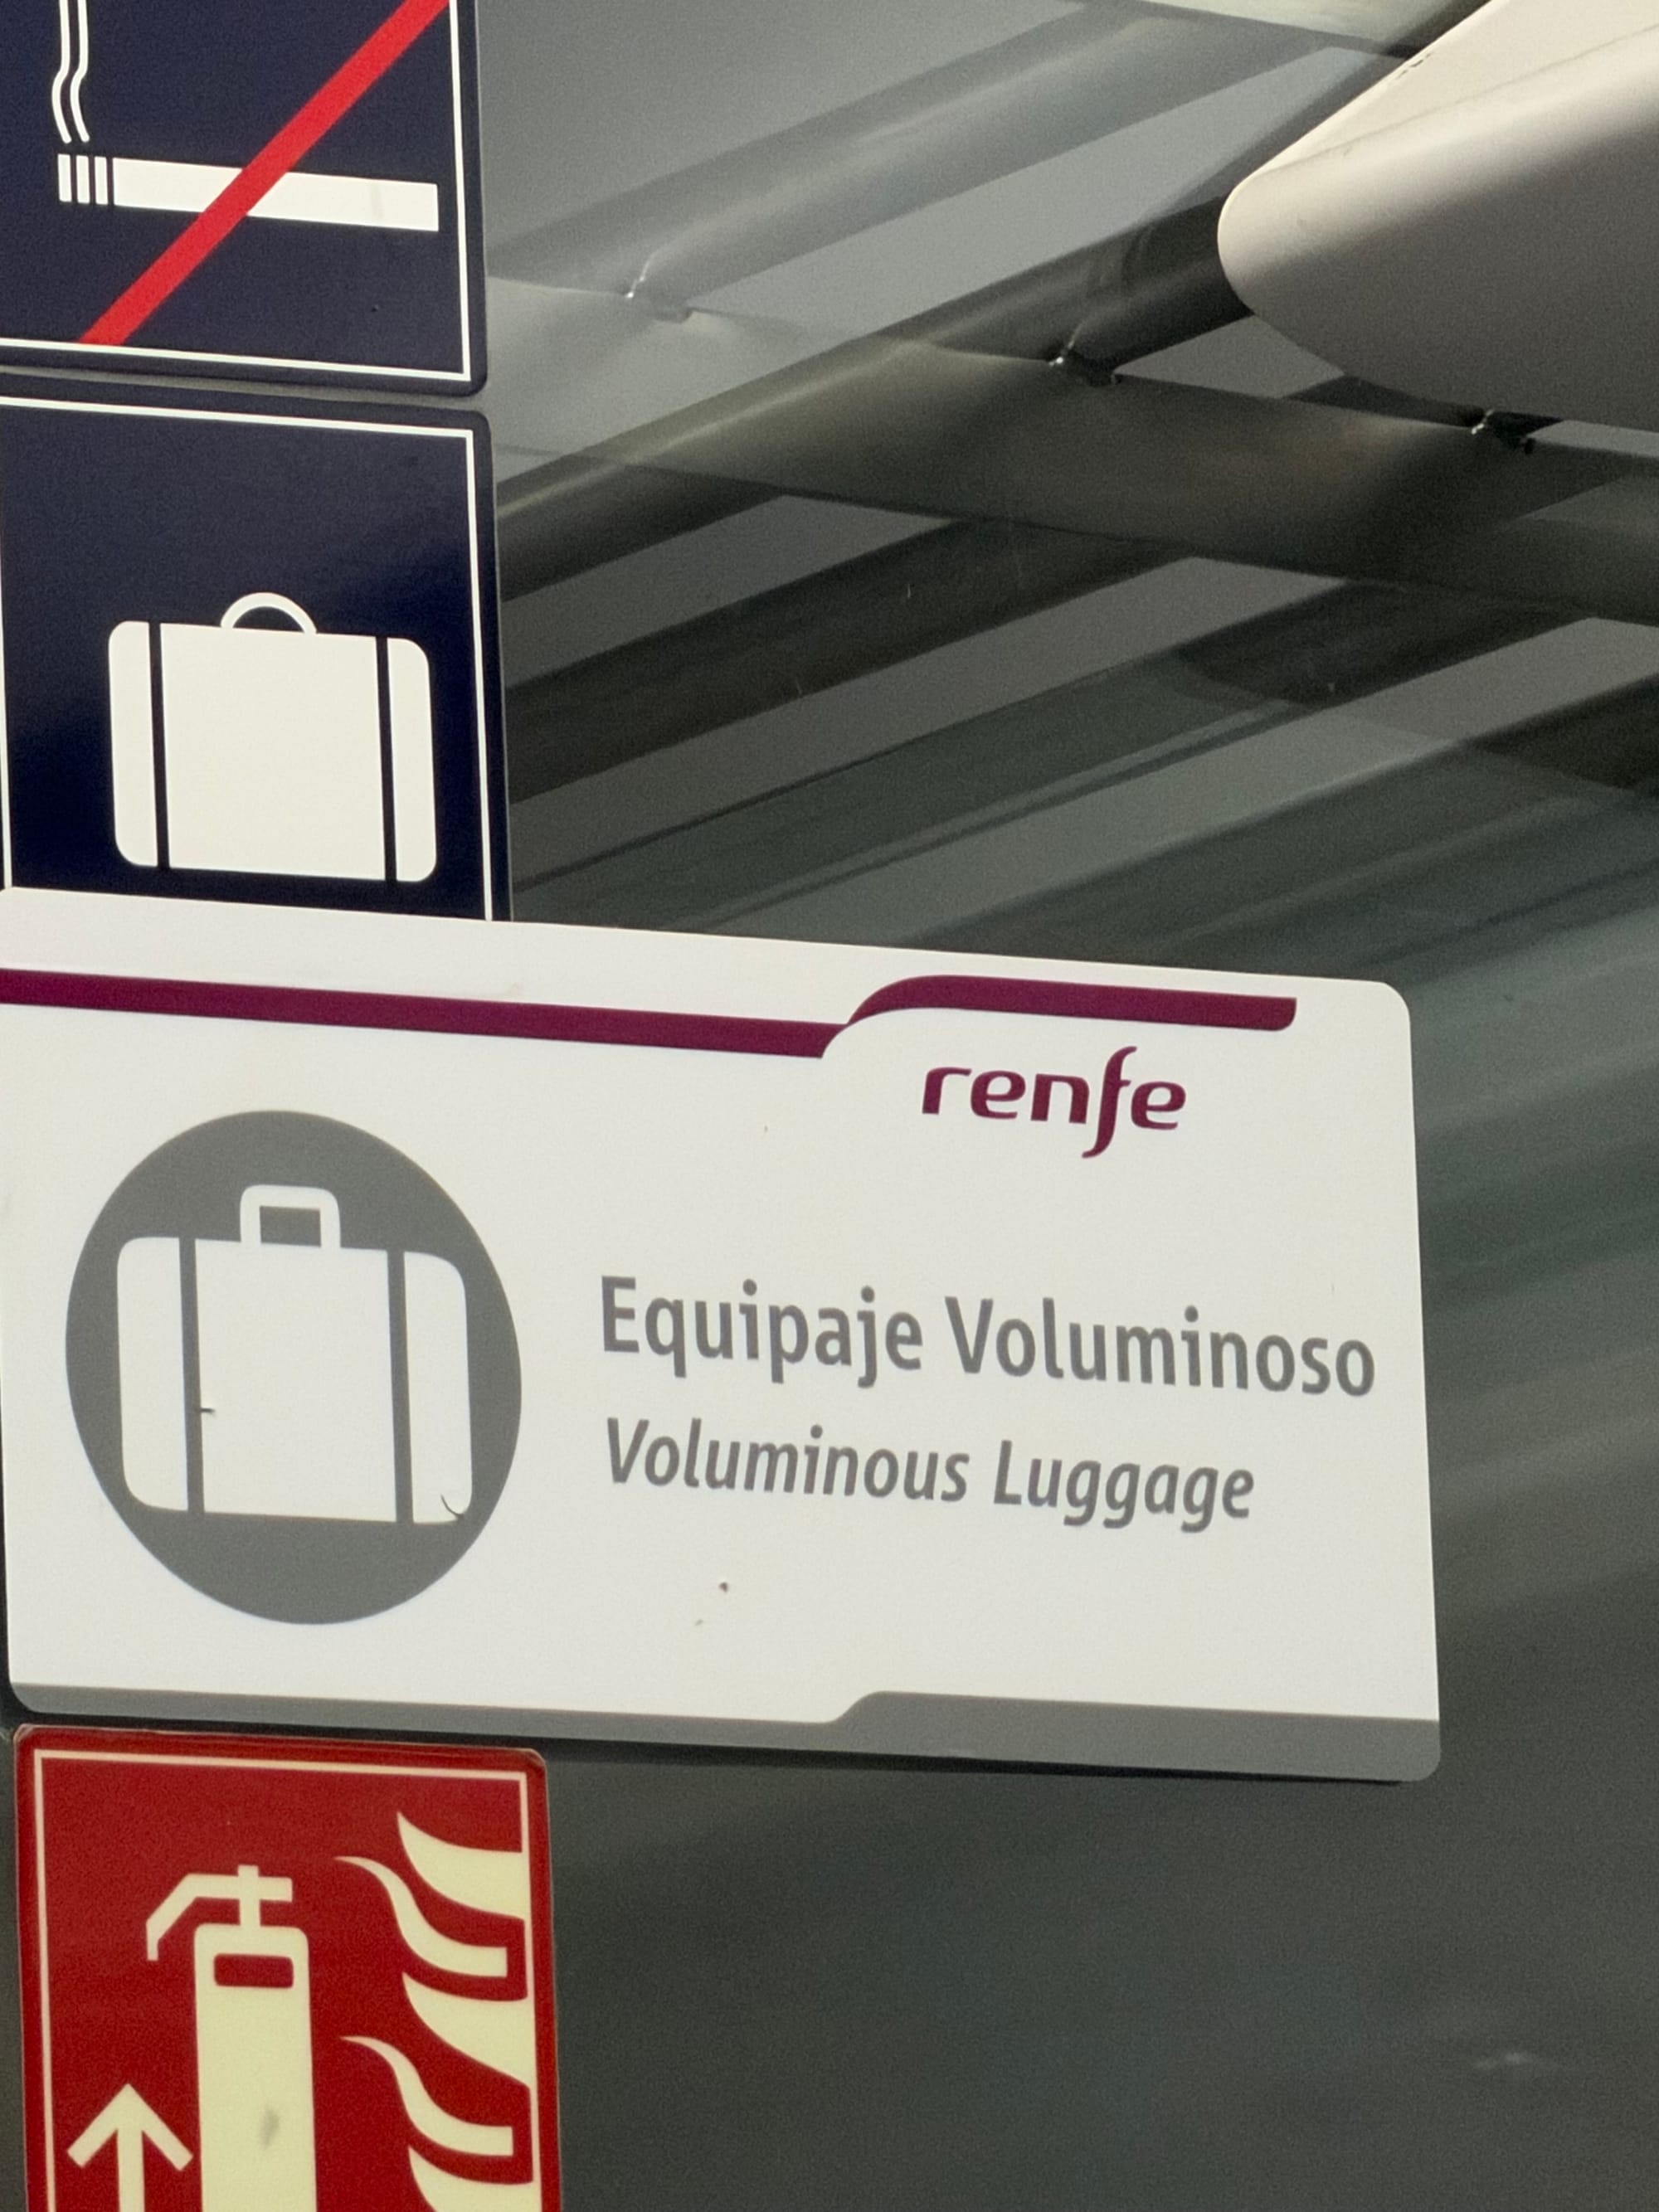 renfe
Equipaje Voluminoso
Voluminous Luggage